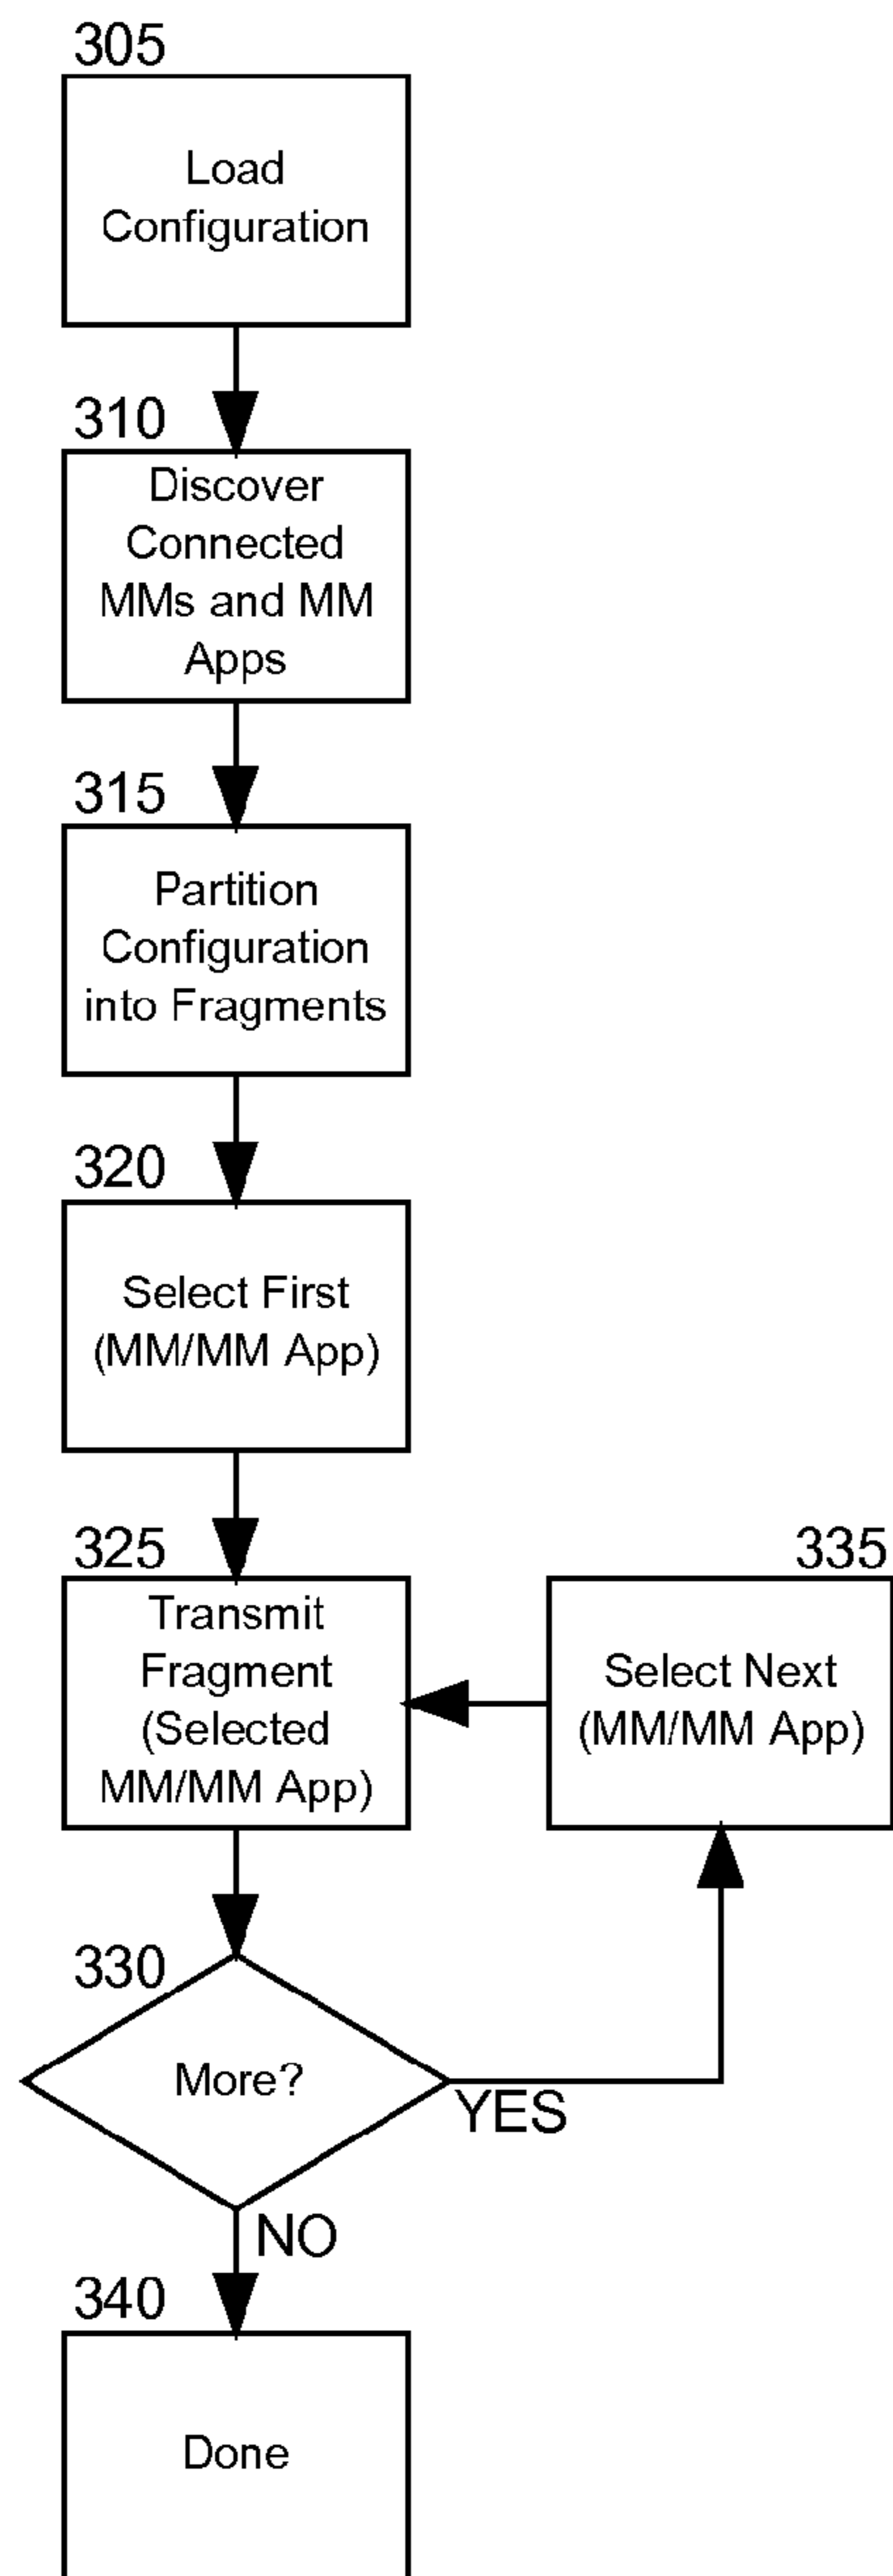 305
Load
Configuration
310
Discover
Connected
MMs and MM
Apps
315
Partition
Configuration
into Fragments
320
Select First
(MM/MM App)
325
Transmit
Fragment
(Selected
MM/MM App)
335
Select Next
(MM/MM App)
330
More?
YES
NO
340
Done